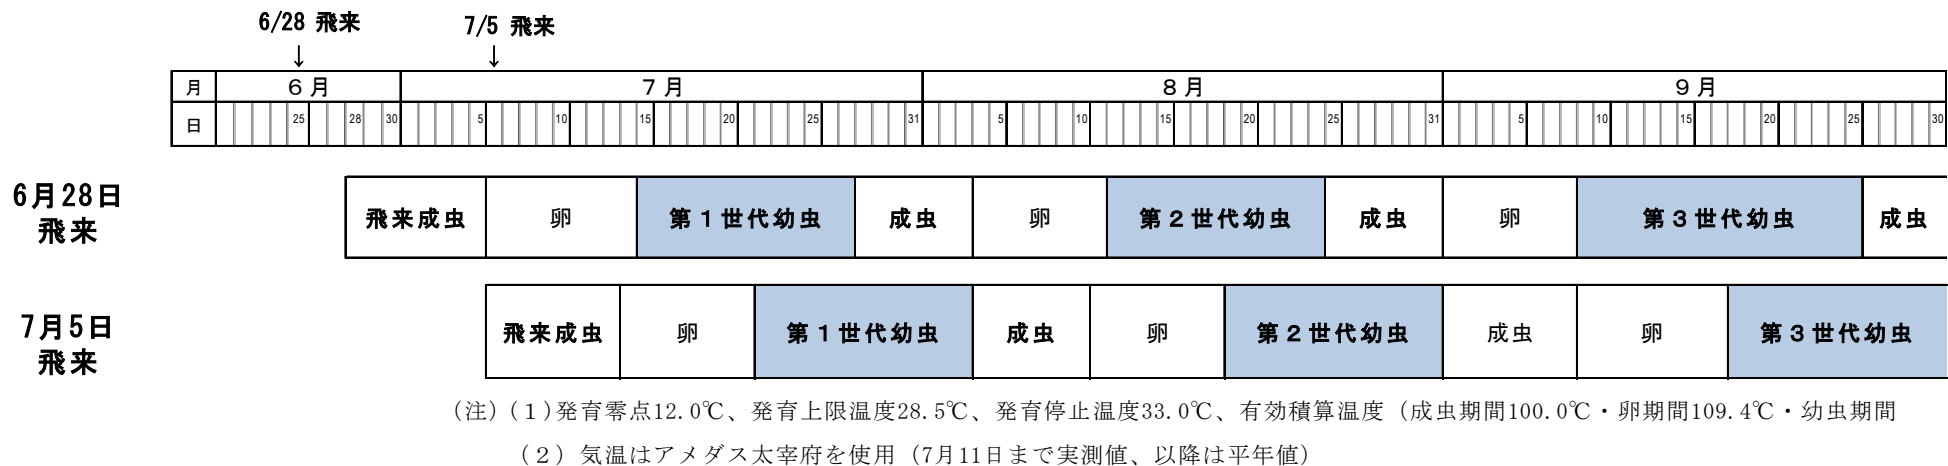 6/28 飛来 7/5 飛来
↓ ↓
月 6月 7月 8月 9月
日 25 28 30 5 10 15 20 25 31 5 10 15 20 25 31 5 10 15 20 25 30
6月28日
飛来
飛来成虫 卵 第1世代幼虫 成虫 卵 第2世代幼虫 成虫 卵 第3世代幼虫 成虫
7月5日
飛来
飛来成虫 卵 第1世代幼虫 成虫 卵 第2世代幼虫 成虫 卵 第3世代幼虫
(注)(1)発育零点12.0℃、発育上限温度28.5℃、発育停止温度33.0℃、有効積算温度（成虫期間100.0℃・卵期間109.4℃・幼虫期間
(2) 気温はアメダス太宰府を使用（7月11日まで実測値、以降は平年値）